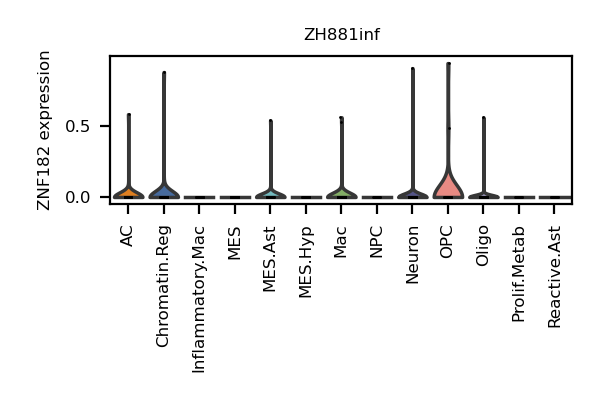 ZH881inf
ZNF182 expression
0.5
0.0
AC
Chromatin.Reg
Inflammatory.Mac
MES
MES.Ast
MES.Hyp
Mac
NPC
Neuron
OPC
Oligo
Prolif.Metab
Reactive.Ast